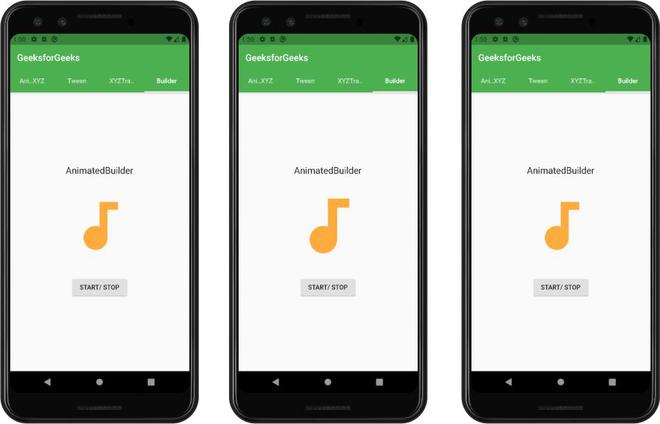 1:50
GeeksforGeeks
Ani..XYZ Tween XYZTra.. Builder
AnimatedBuilder
START/ STOP
1:50
GeeksforGeeks
Ani..XYZ Tween XYZTra.. Builder
AnimatedBuilder
START/ STOP
1:50
GeeksforGeeks
Ani..XYZ Tween XYZTra.. Builder
AnimatedBuilder
START/ STOP